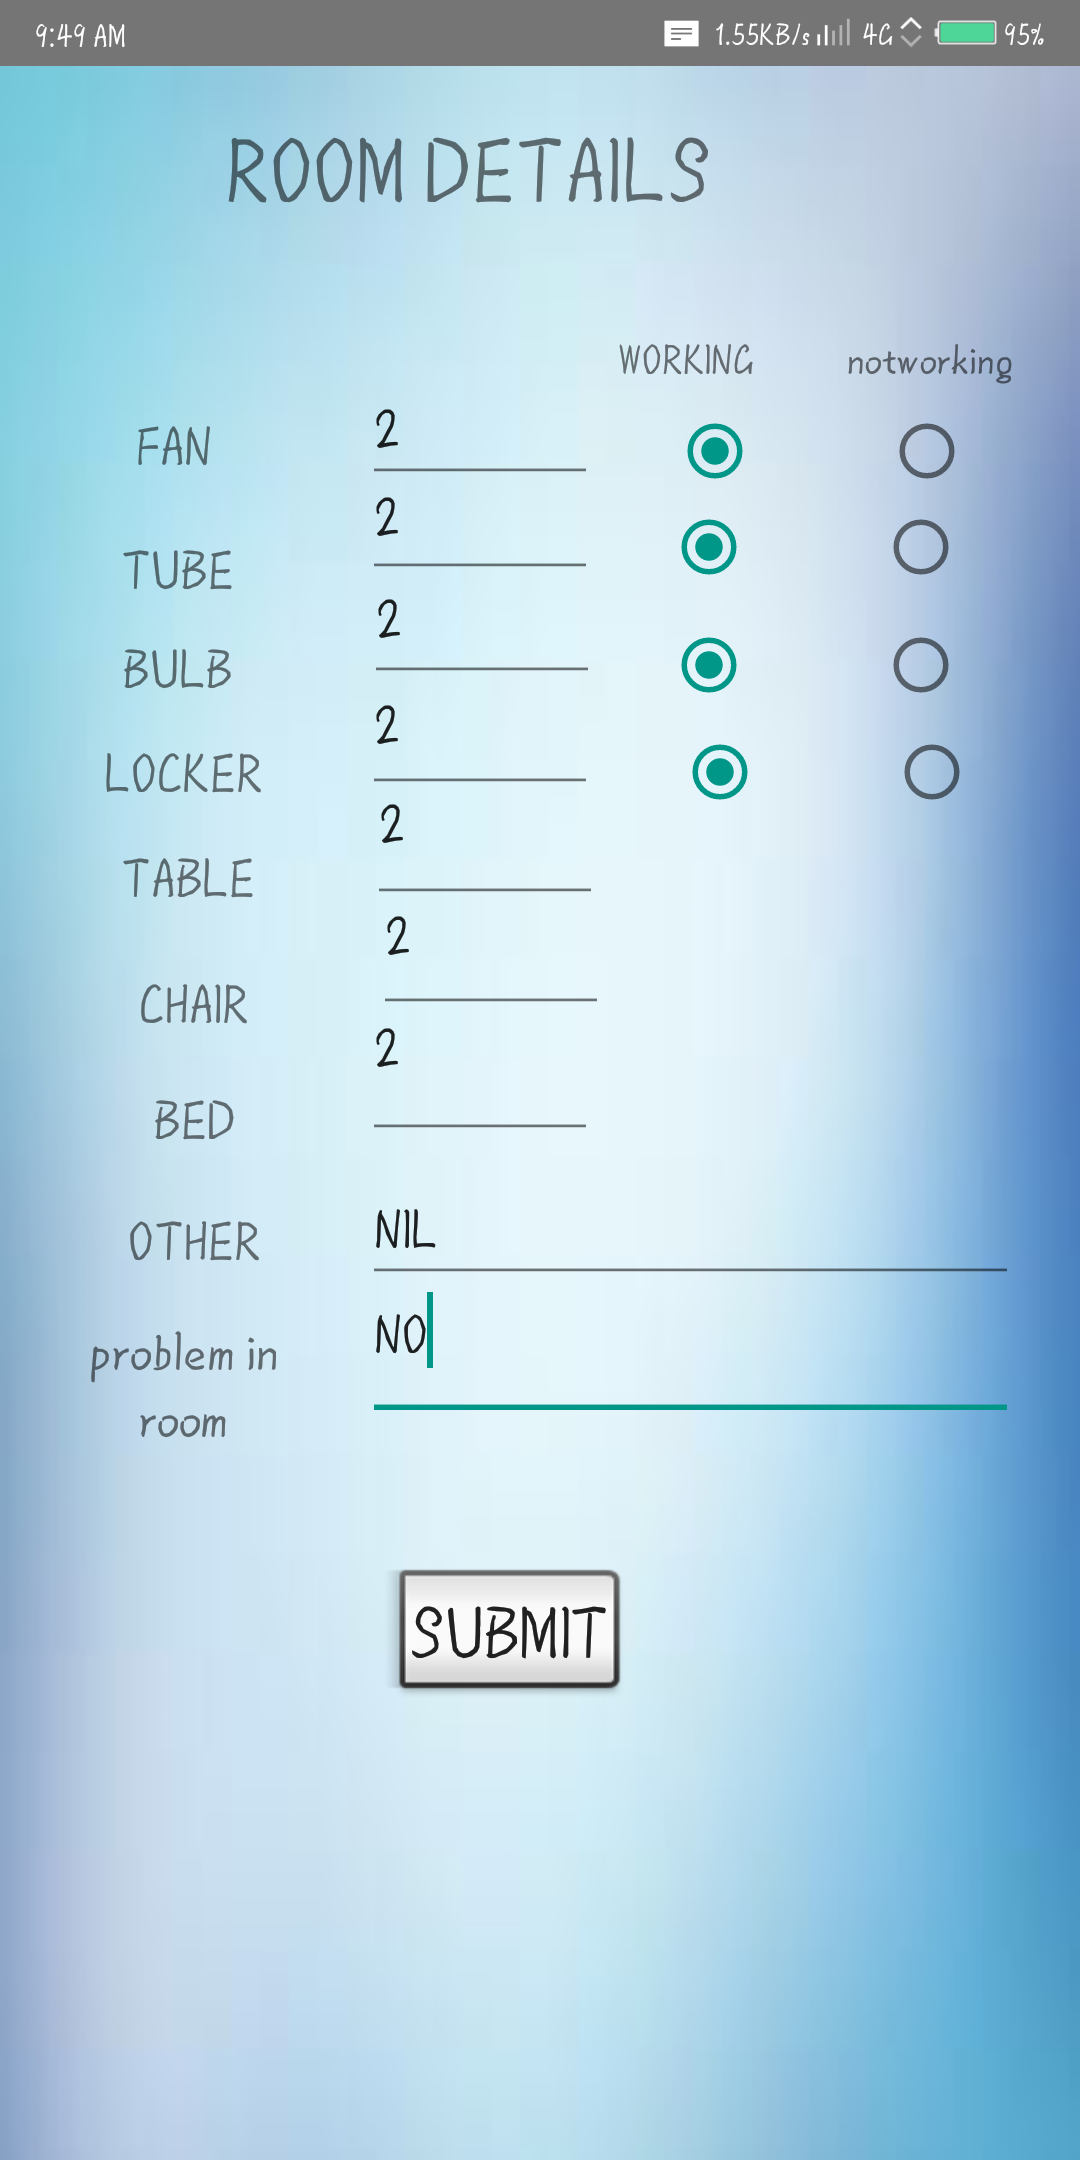 9:49 AM 1.55KB/s 4G 95%
ROOM DETAILS
WORKING notworking
FAN 2
TUBE 2
BULB 2
LOCKER 2
TABLE 2
CHAIR 2
BED 2
OTHER NIL
problem in NO
room
SUBMIT